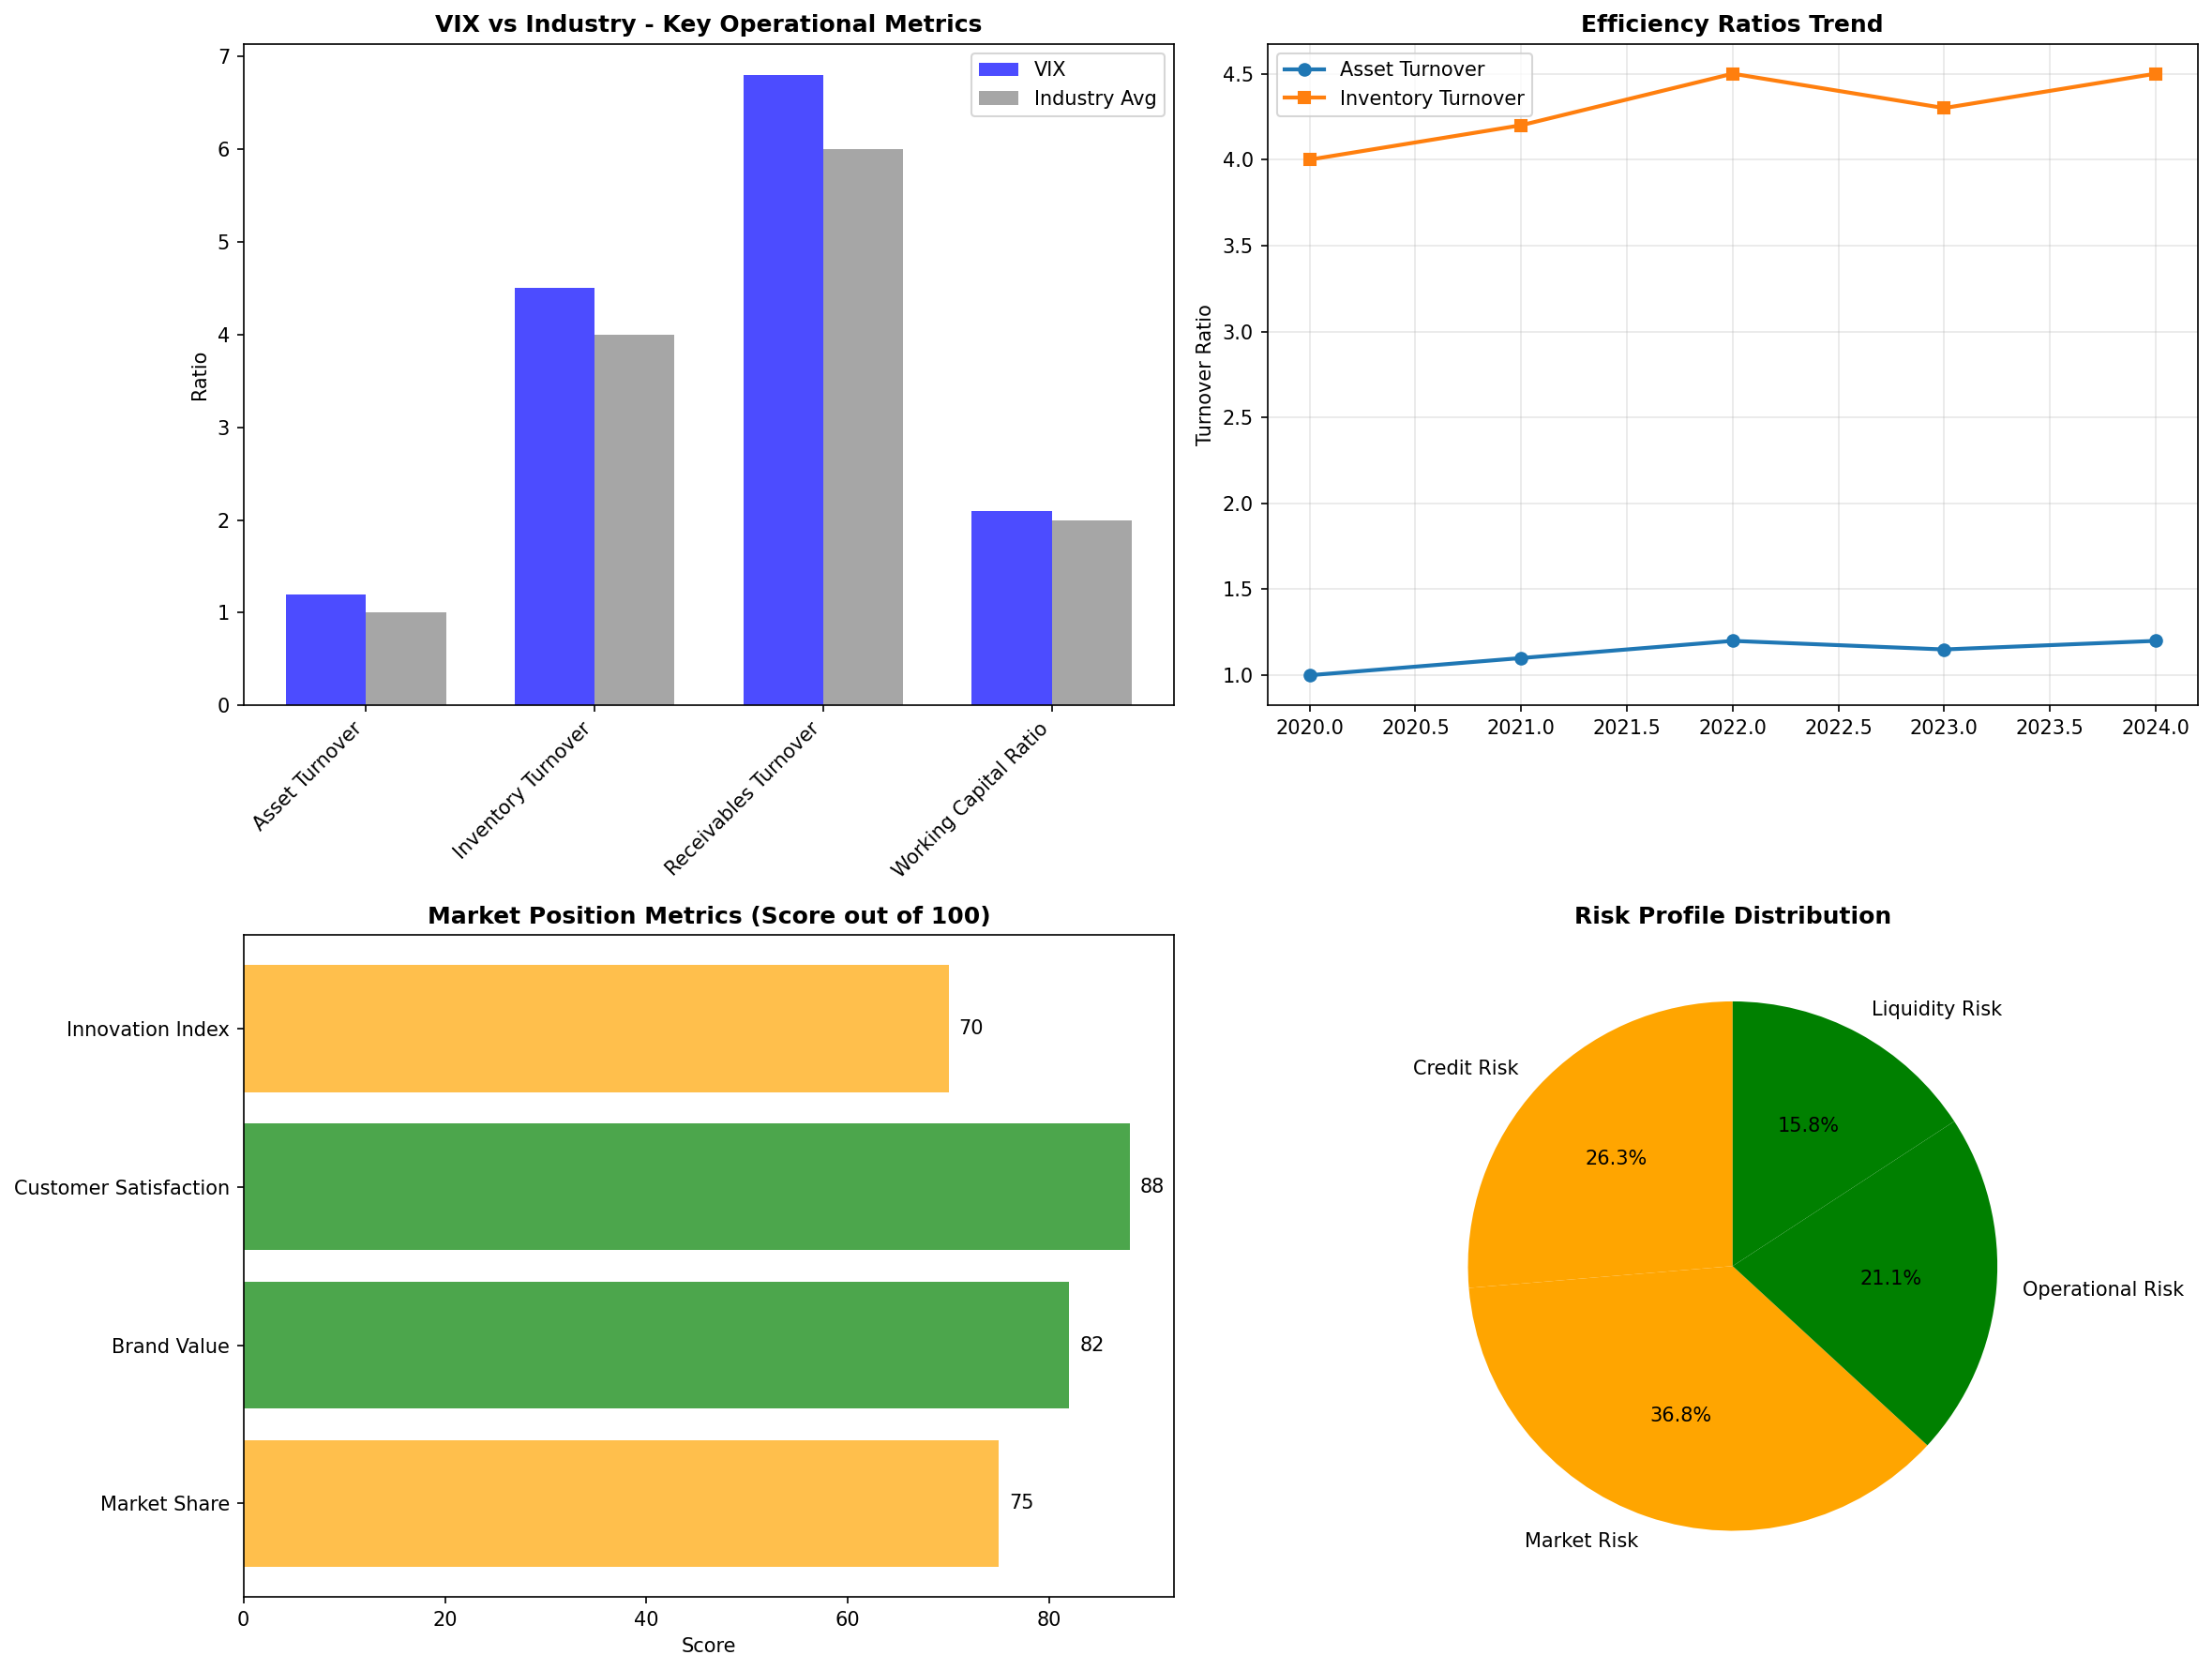 VIX vs Industry - Key Operational Metrics
VIX
Industry Avg
Ratio
7
6
5
4
3
2
1
0
Asset Turnover
Inventory Turnover
Receivables Turnover
Working Capital Ratio
Efficiency Ratios Trend
Asset Turnover
Inventory Turnover
Turnover Ratio
4.5
4.0
3.5
3.0
2.5
2.0
1.5
1.0
2020.0 2020.5 2021.0 2021.5 2022.0 2022.5 2023.0 2023.5 2024.0
Market Position Metrics (Score out of 100)
Innovation Index 70
Customer Satisfaction 88
Brand Value 82
Market Share 75
0 20 40 60 80
Score
Risk Profile Distribution
Liquidity Risk
Credit Risk
15.8%
26.3%
21.1%
Operational Risk
36.8%
Market Risk